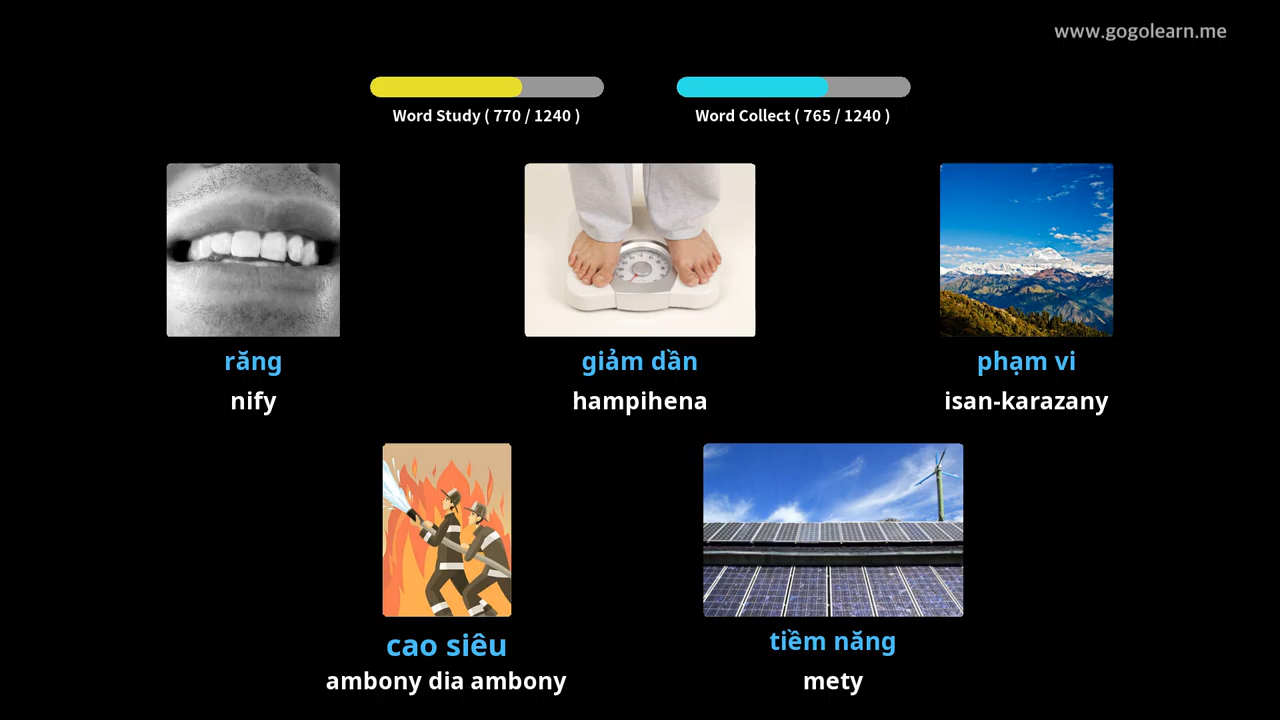 www.gogolearn.me
Word Study ( 770 / 1240 )
Word Collect ( 765 / 1240 )
răng
giảm dần
phạm vi
nify
hampihena
isan-karazany
cao siêu
tiềm năng
ambony dia ambony
mety